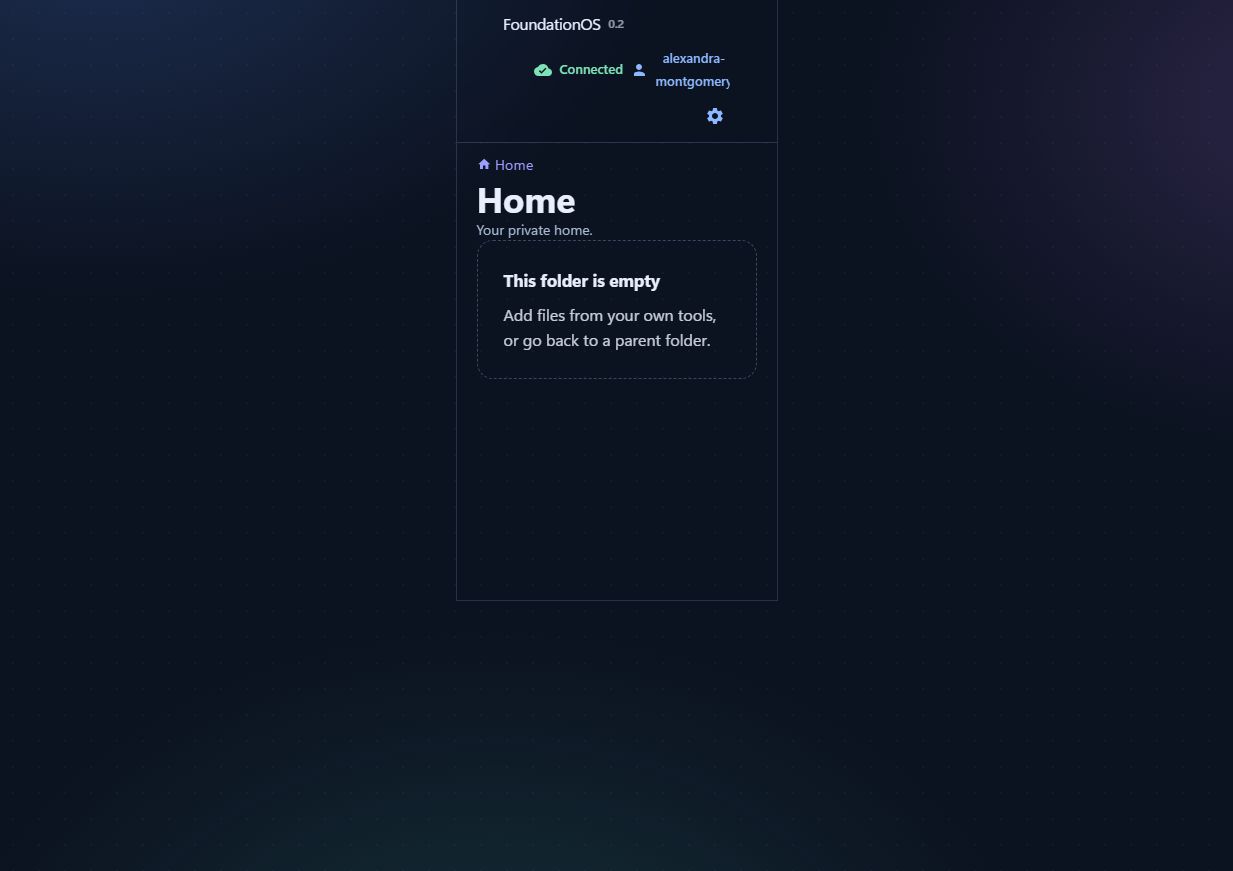 FoundationOS 0.2
Connected
alexandra-
montgomery
Home
Home
Your private home.
This folder is empty
Add files from your own tools,
or go back to a parent folder.